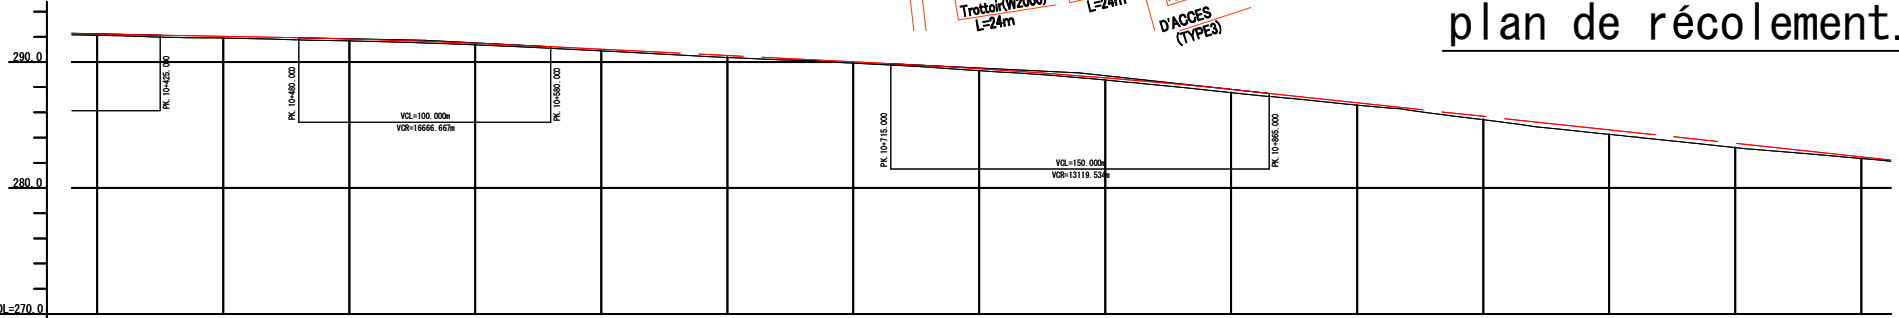 Trottoir(W2000)
L=24m
L=24m
D'ACCES
(TYPE3)
plan de récolement.
290.0
PK. 10+425.000
PK. 10+480.000
VCL=100.000m
VCR=16666.667m
PK. 10+580.000
PK. 10+715.000
VCL=150.000m
VCR=13119.534m
PK. 10+865.000
280.0
DL=270.0